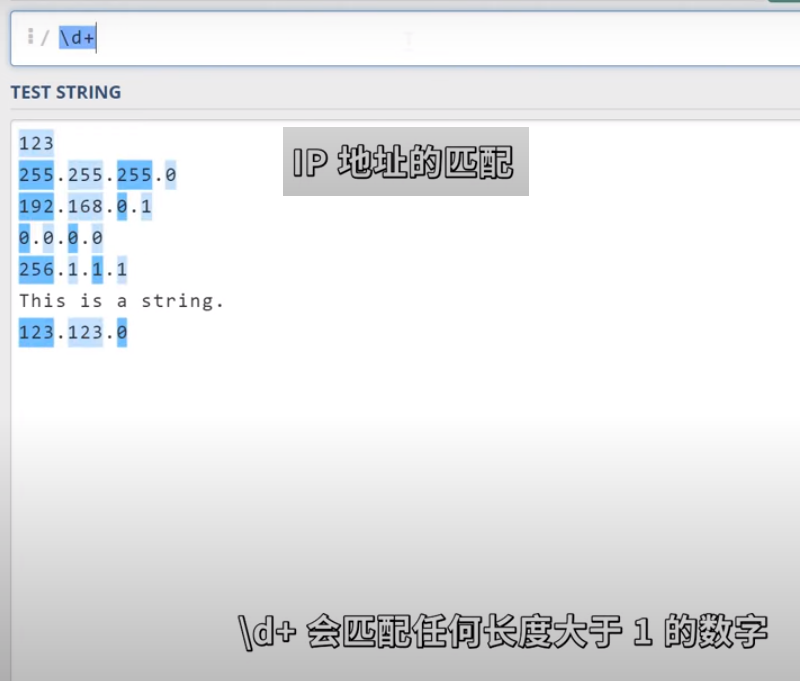 / \d+
TEST STRING
123
IP 地址的匹配
255.255.255.0
192.168.0.1
0.0.0.0
256.1.1.1
This is a string.
123.123.0
\d+ 会匹配任何长度大于 1 的数字